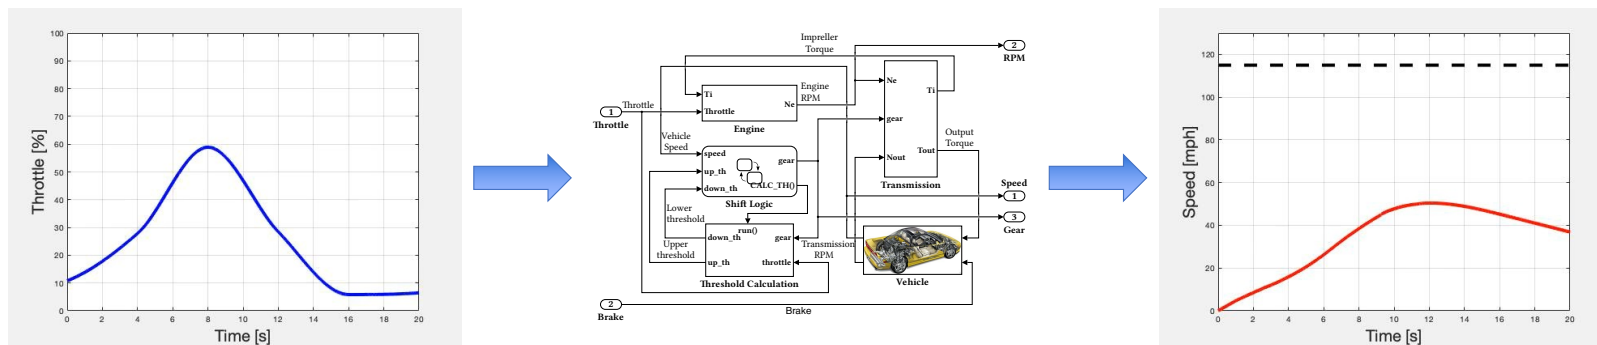 100
90
80
70
60
50
40
30
20
10
0
Throttle [%]
0 2 4 6 8 10 12 14 16 18 20
Time [s]
Impreller
Torque
2
RPM
Ti
Throttle
Ne
Engine
Engine
RPM
Ne
gear
Nout
Ti
Tout
Transmission
Output
Torque
1
Throttle
Throttle
Vehicle
Speed
speed
up_th
down_th
gear
CALC_TH()
Shift Logic
Lower
threshold
Upper
threshold
run()
down_th
up_th
gear
throttle
Threshold Calculation
Transmission
RPM
Vehicle
Speed
1
3
Gear
2
Brake
Brake
120
100
80
60
40
20
0
Speed [mph]
0 2 4 6 8 10 12 14 16 18 20
Time [s]